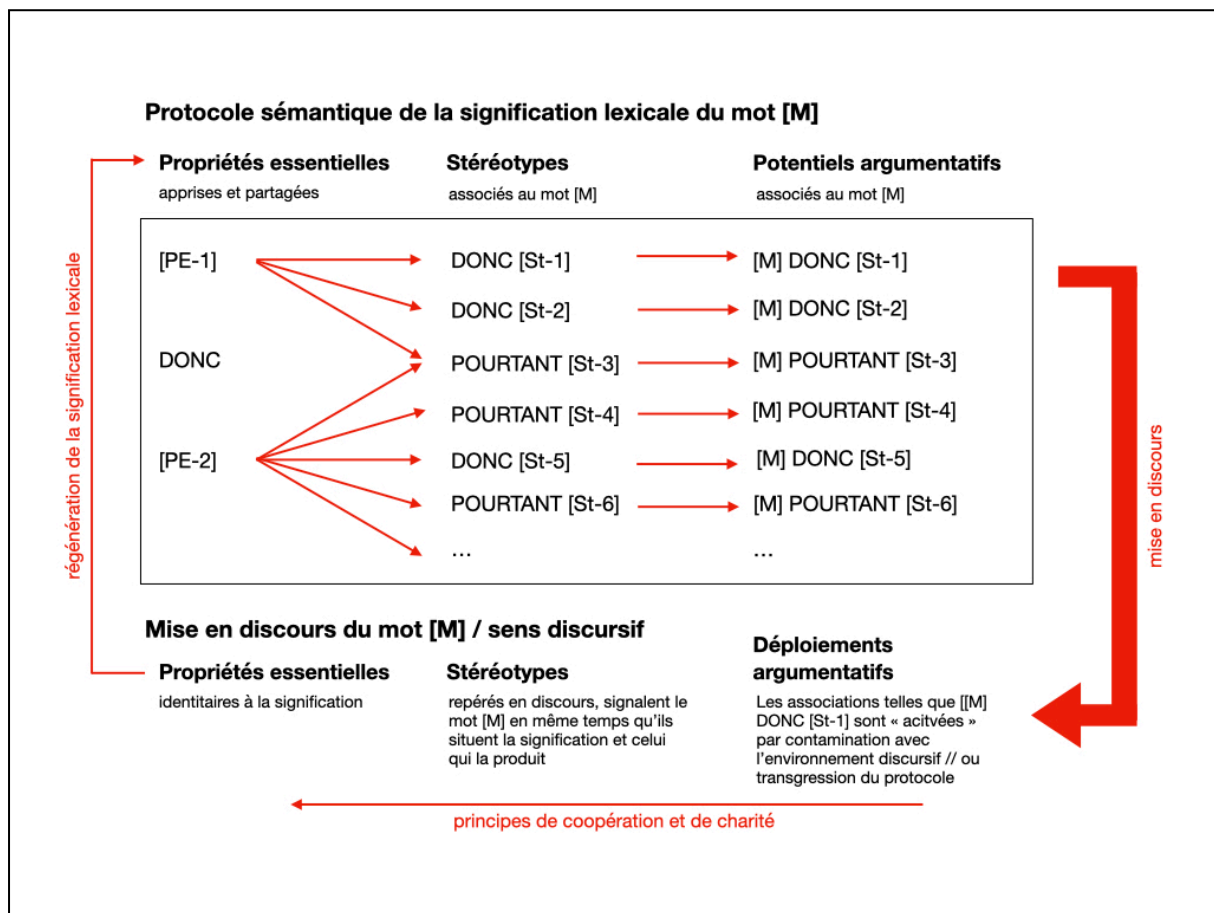 Protocole sémantique de la signification lexicale du mot [M]
Propriétés essentielles
apprises et partagées
Stéréotypes
associés au mot [M]
Potentiels argumentatifs
associés au mot [M]
[PE-1]
DONC [St-1]
[M] DONC [St-1]
DONC [St-2]
[M] DONC [St-2]
DONC
POURTANT [St-3]
[M] POURTANT [St-3]
POURTANT [St-4]
[M] POURTANT [St-4]
[PE-2]
DONC [St-5]
[M] DONC [St-5]
POURTANT [St-6]
[M] POURTANT [St-6]
...
...
régénération de la signification lexicale
mise en discours
Mise en discours du mot [M] / sens discursif
Propriétés essentielles
identitaires à la signification
Stéréotypes
repérés en discours, signalent le
mot [M] en même temps qu'ils
situent la signification et celui
qui la produit
Déploiements
argumentatifs
Les associations telles que [[M]
DONC [St-1] sont « acitvées »
par contamination avec
l'environnement discursif // ou
transgression du protocole
principes de coopération et de charité